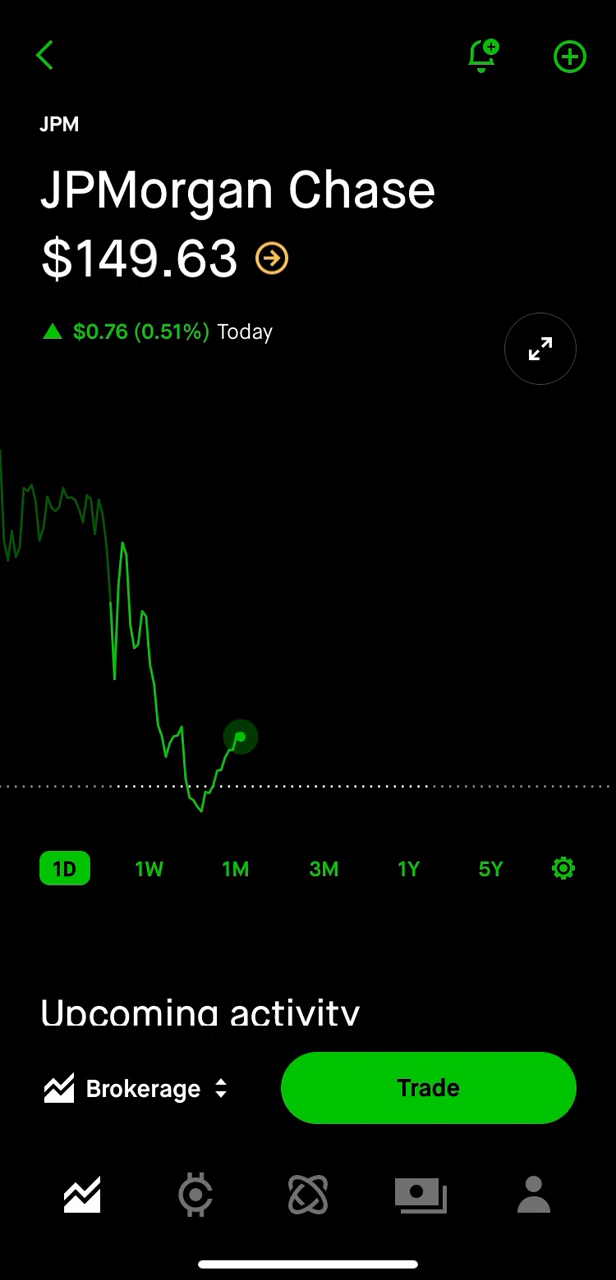 JPM
JPMorgan Chase
$149.63
$0.76 (0.51%) Today
1D 1W 1M 3M 1Y 5Y
Upcoming activity
Brokerage Trade